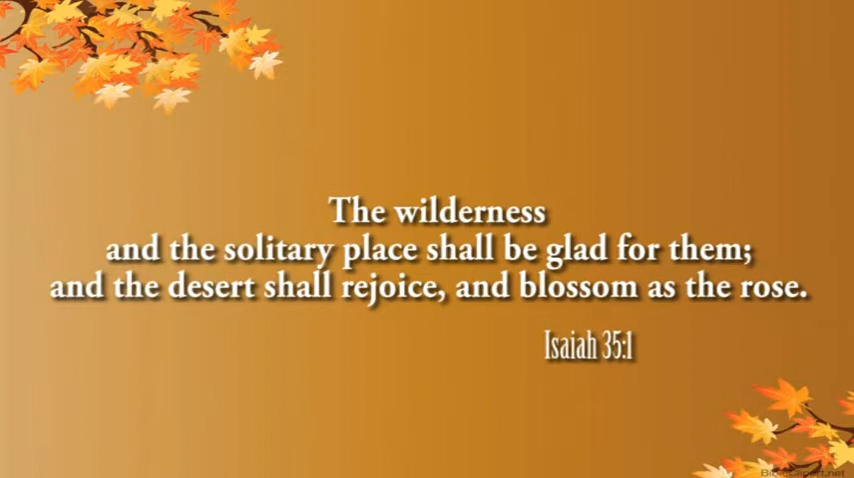 The wilderness
and the solitary place shall be glad for them;
and the desert shall rejoice, and blossom as the rose.
Isaiah 35:1